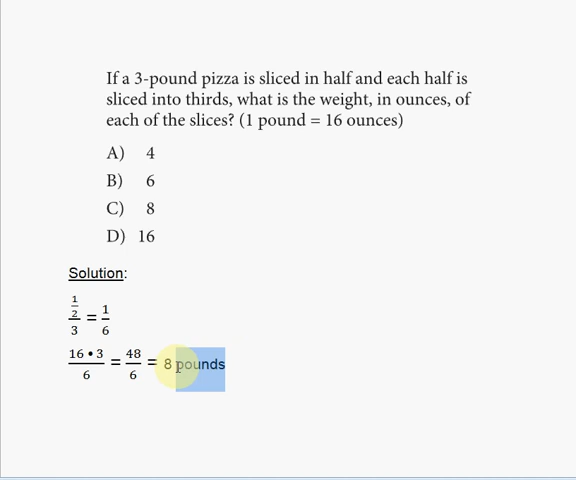 If a 3-pound pizza is sliced in half and each half is
sliced into thirds, what is the weight, in ounces, of
each of the slices? (1 pound = 16 ounces)
A) 4
B) 6
C) 8
D) 16
Solution:
(1/2)/3 = 1/6
(16 • 3)/6 = 48/6 = 8 pounds